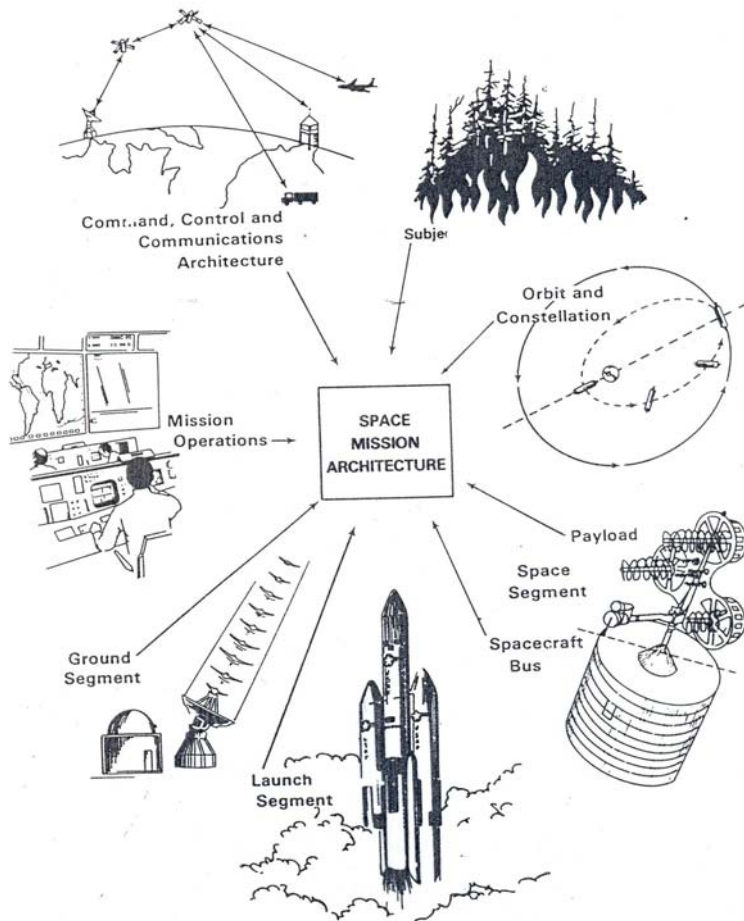 Command, Control and
Communications
Architecture
Subje
Orbit and
Constellation
Mission
Operations
SPACE
MISSION
ARCHITECTURE
Payload
Space
Segment
Spacecraft
Bus
Ground
Segment
Launch
Segment